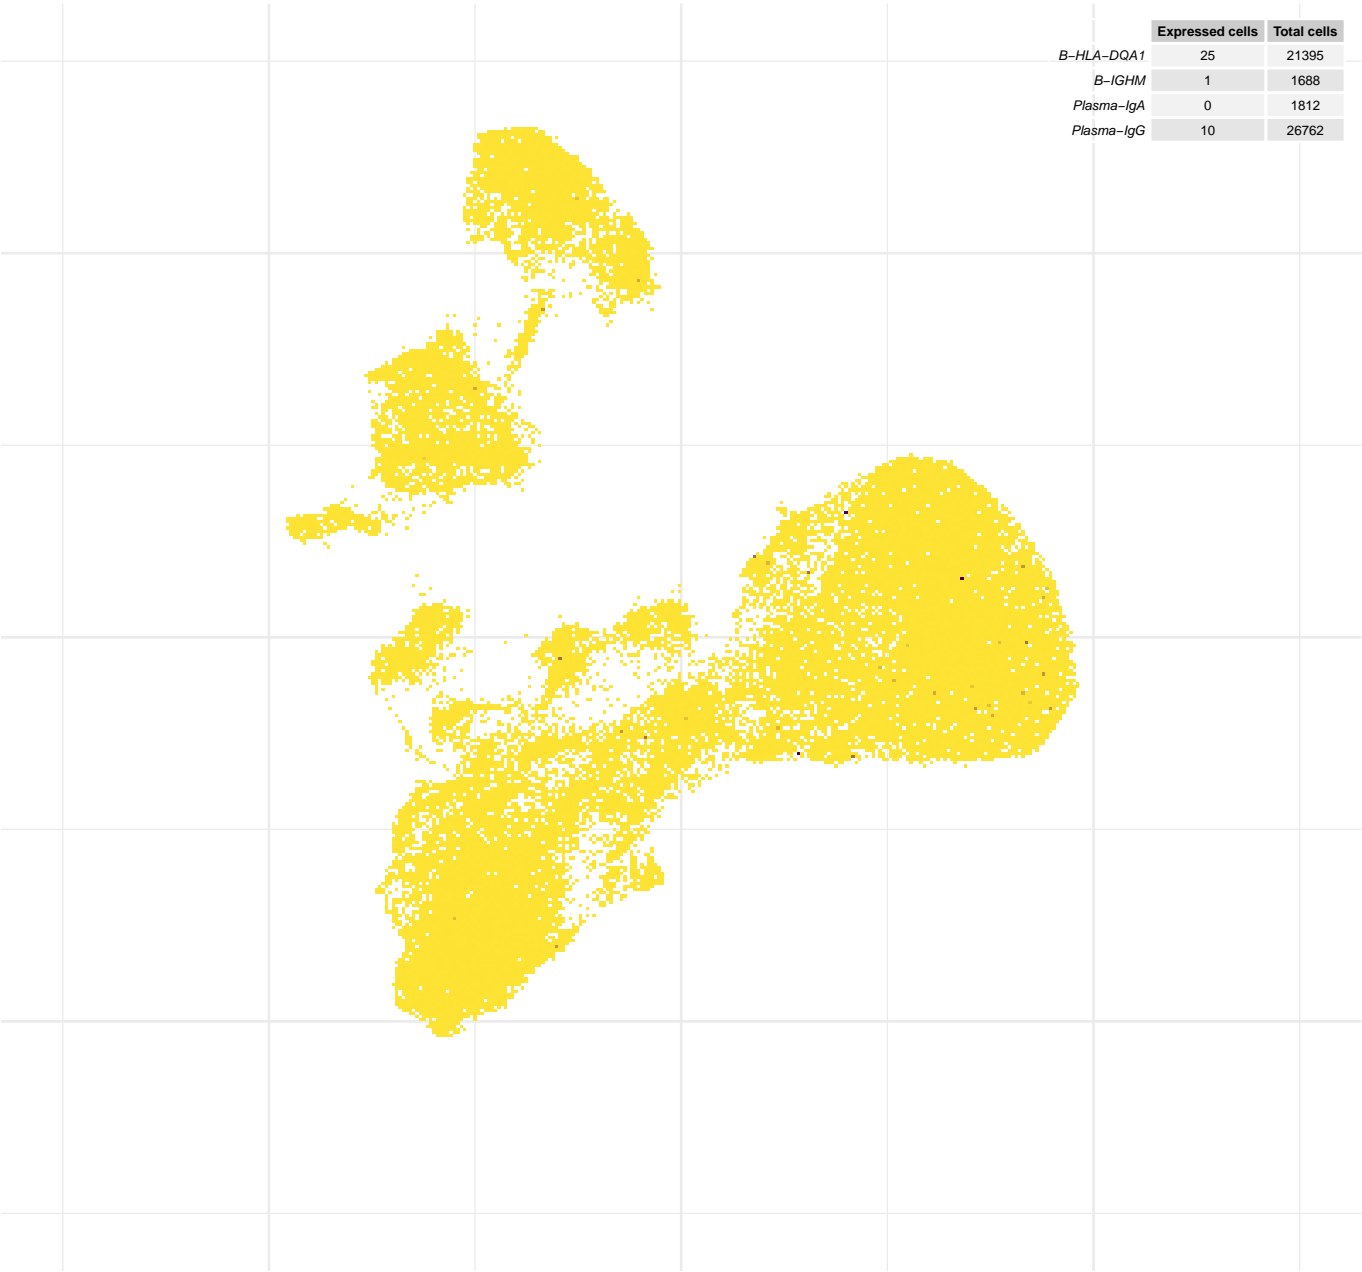 Expressed cells Total cells
B−HLA−DQA1 25 21395
B−IGHM 1 1688
Plasma−IgA 0 1812
Plasma−IgG 10 26762